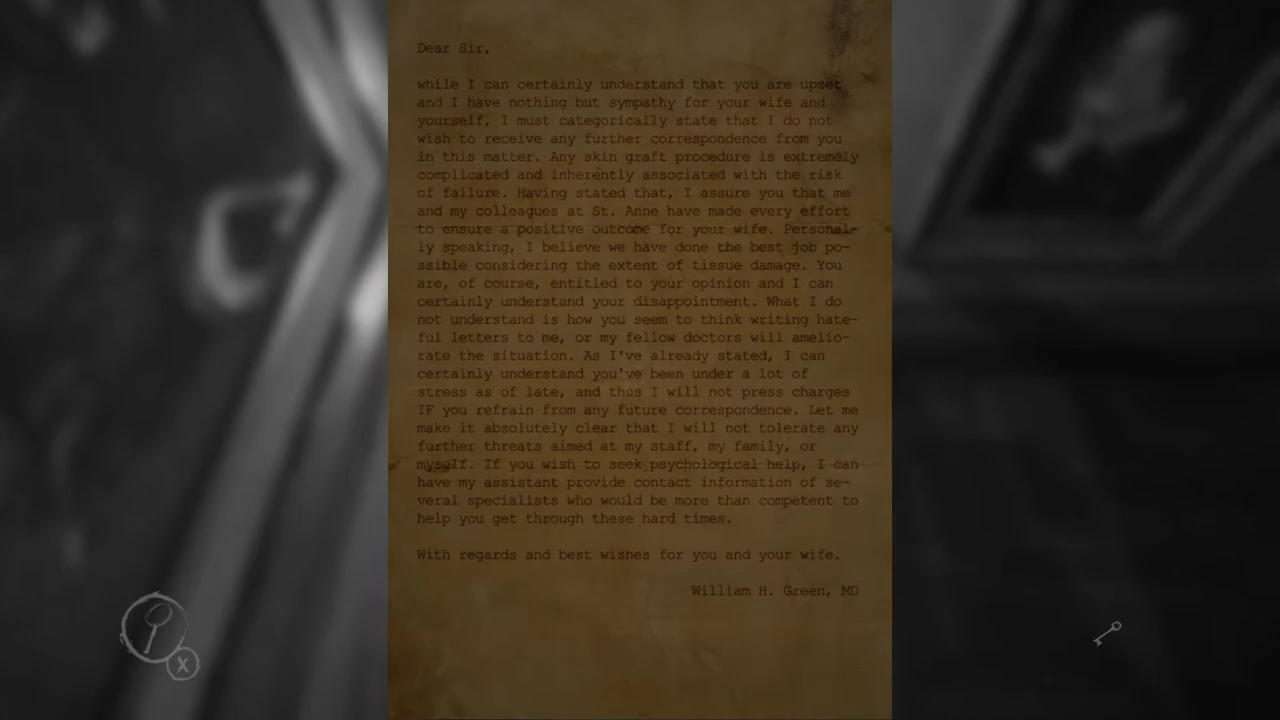 Dear Sir,
while I can certainly understand that you are upset
and I have nothing but sympathy for your wife and
yourself, I must categorically state that I do not
wish to receive any further correspondence from you
in this matter. Any skin graft procedure is extremely
complicated and inherently associated with the risk
of failure. Having stated that, I assure you that me
and my colleagues at St. Anne have made every effort
to ensure a positive outcome for your wife. Personal-
ly speaking, I believe we have done the best job po-
ssible considering the extent of tissue damage. You
are, of course, entitled to your opinion and I can
certainly understand your disappointment. What I do
not understand is how you seem to think writing hate-
ful letters to me, or my fellow doctors will amelio-
rate the situation. As I've already stated, I can
certainly understand you've been under a lot of
stress as of late, and thus I will not press charges
IF you refrain from any future correspondence. Let me
make it absolutely clear that I will not tolerate any
further threats aimed at my staff, my family, or
myself. If you wish to seek psychological help, I can
have my assistant provide contact information of se-
veral specialists who would be more than competent to
help you get through these hard times.
With regards and best wishes for you and your wife.
William H. Green, MD
X